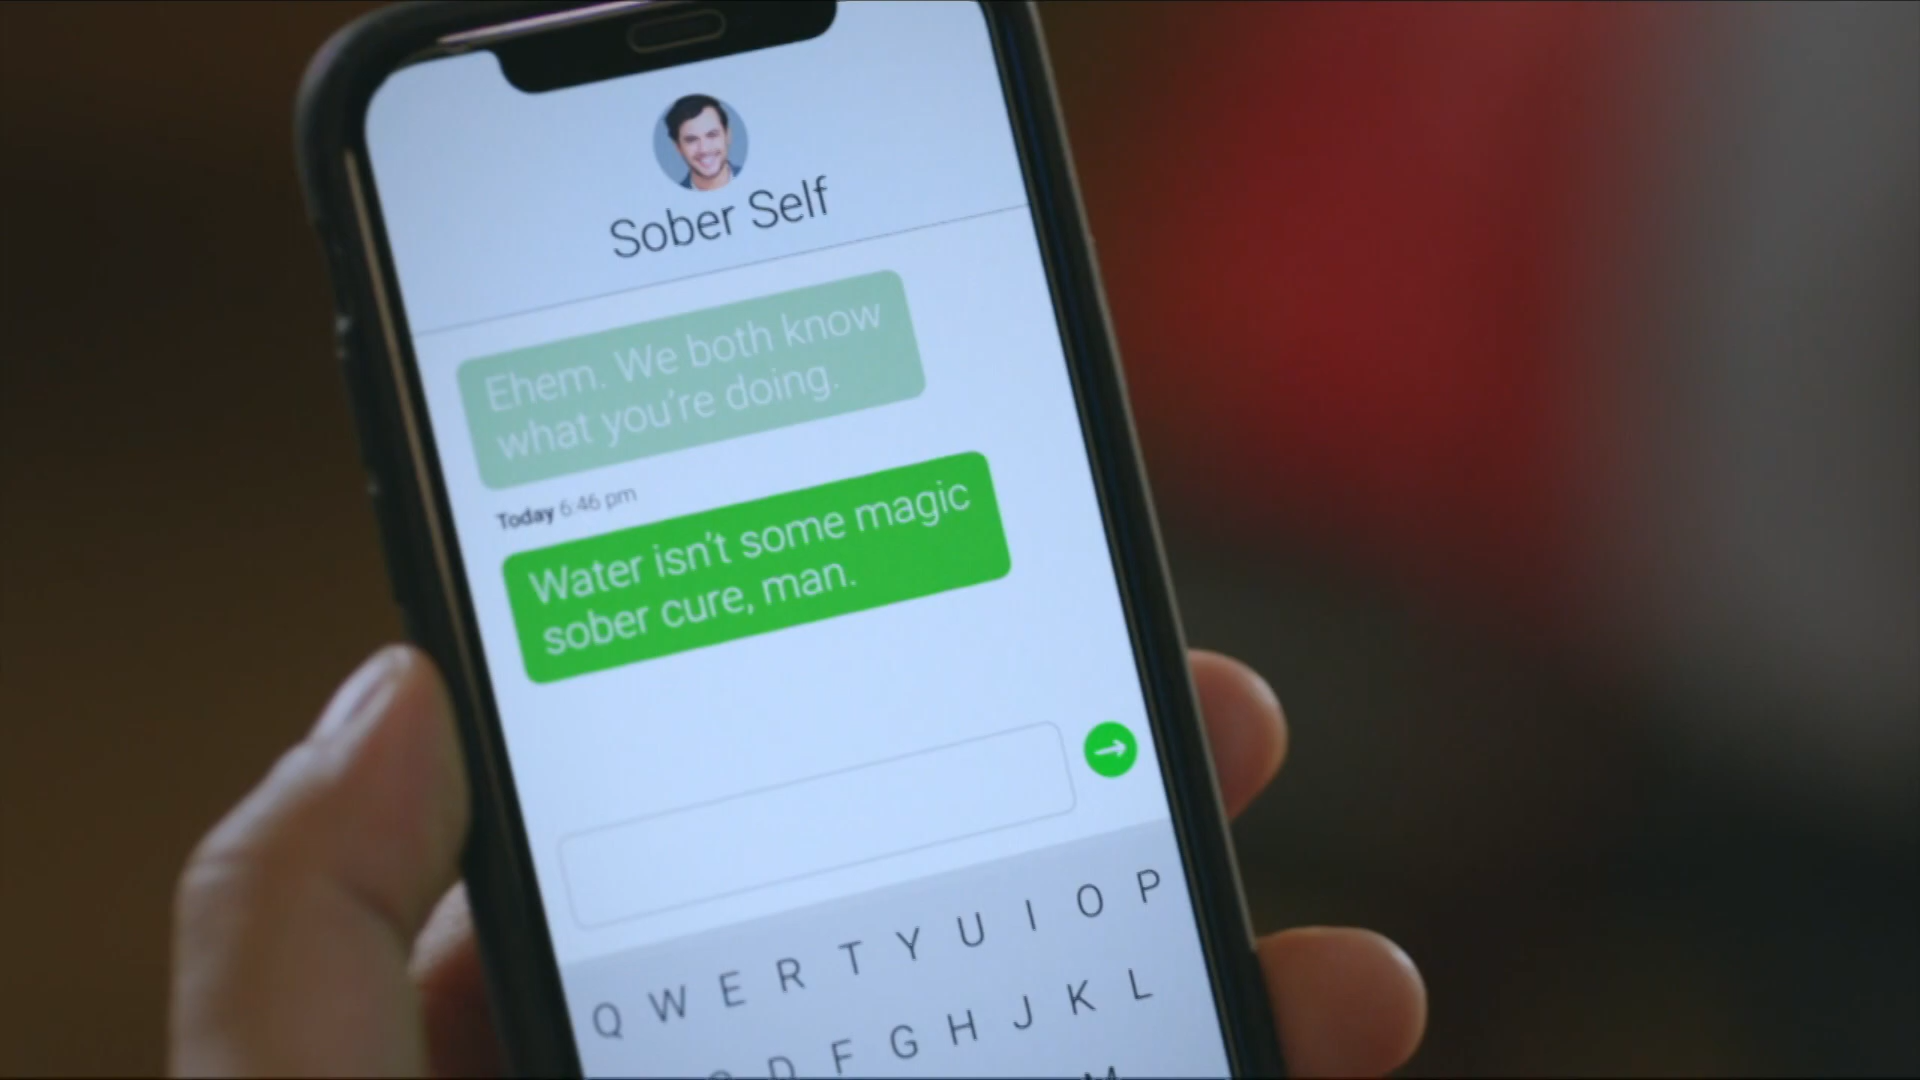 Sober Self
Ehem. We both know
what you're doing.
Today 6:46 pm
Water isn't some magic
sober cure, man.
Q W E R T Y U I O P
D F G H J K L
M